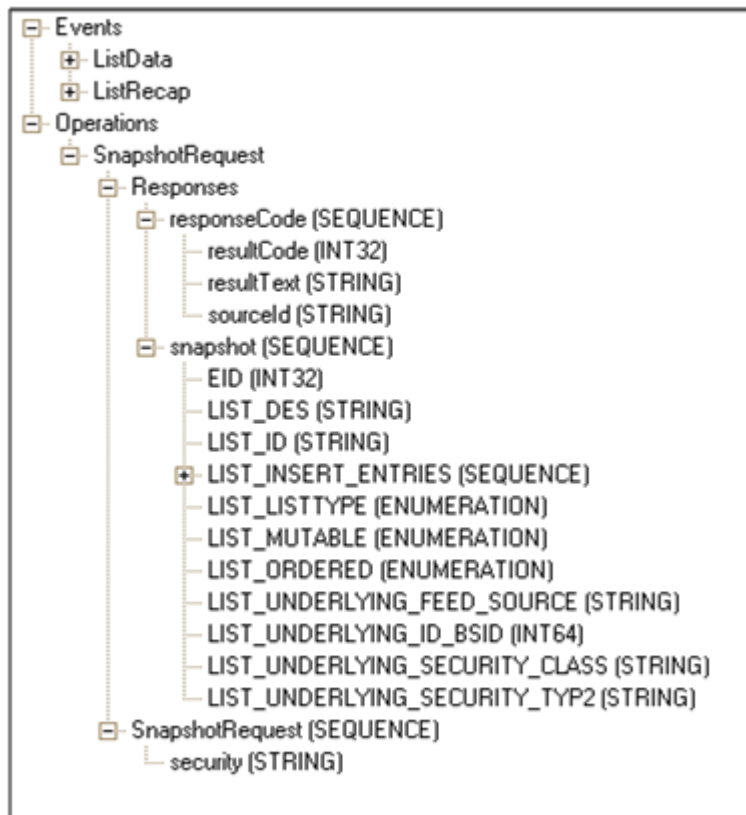 Events
ListData
ListRecap
Operations
SnapshotRequest
Responses
responseCode (SEQUENCE)
resultCode (INT32)
resultText (STRING)
sourceId (STRING)
snapshot (SEQUENCE)
EID (INT32)
LIST_DES (STRING)
LIST_ID (STRING)
LIST_INSERT_ENTRIES (SEQUENCE)
LIST_LISTTYPE (ENUMERATION)
LIST_MUTABLE (ENUMERATION)
LIST_ORDERED (ENUMERATION)
LIST_UNDERLYING_FEED_SOURCE (STRING)
LIST_UNDERLYING_ID_BSID (INT64)
LIST_UNDERLYING_SECURITY_CLASS (STRING)
LIST_UNDERLYING_SECURITY_TYP2 (STRING)
SnapshotRequest (SEQUENCE)
security (STRING)